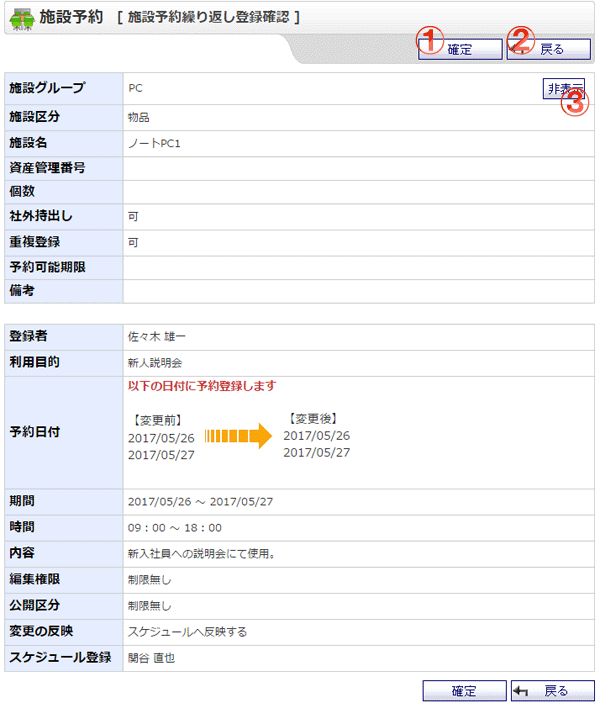 施設予約 [ 施設予約繰り返し登録確認 ]
① 確定 ② 戻る
施設グループ PC 非表示 ③
施設区分 物品
施設名 ノートPC1
資産管理番号
個数
社外持出し 可
重複登録 可
予約可能期限
備考
登録者 佐々木 雄一
利用目的 新人説明会
予約日付 以下の日付に予約登録します
【変更前】 【変更後】
2017/05/26 2017/05/26
2017/05/27 2017/05/27
期間 2017/05/26 ～ 2017/05/27
時間 09：00 ～ 18：00
内容 新入社員への説明会にて使用。
編集権限 制限無し
公開区分 制限無し
変更の反映 スケジュールへ反映する
スケジュール登録 関谷 直也
確定 戻る